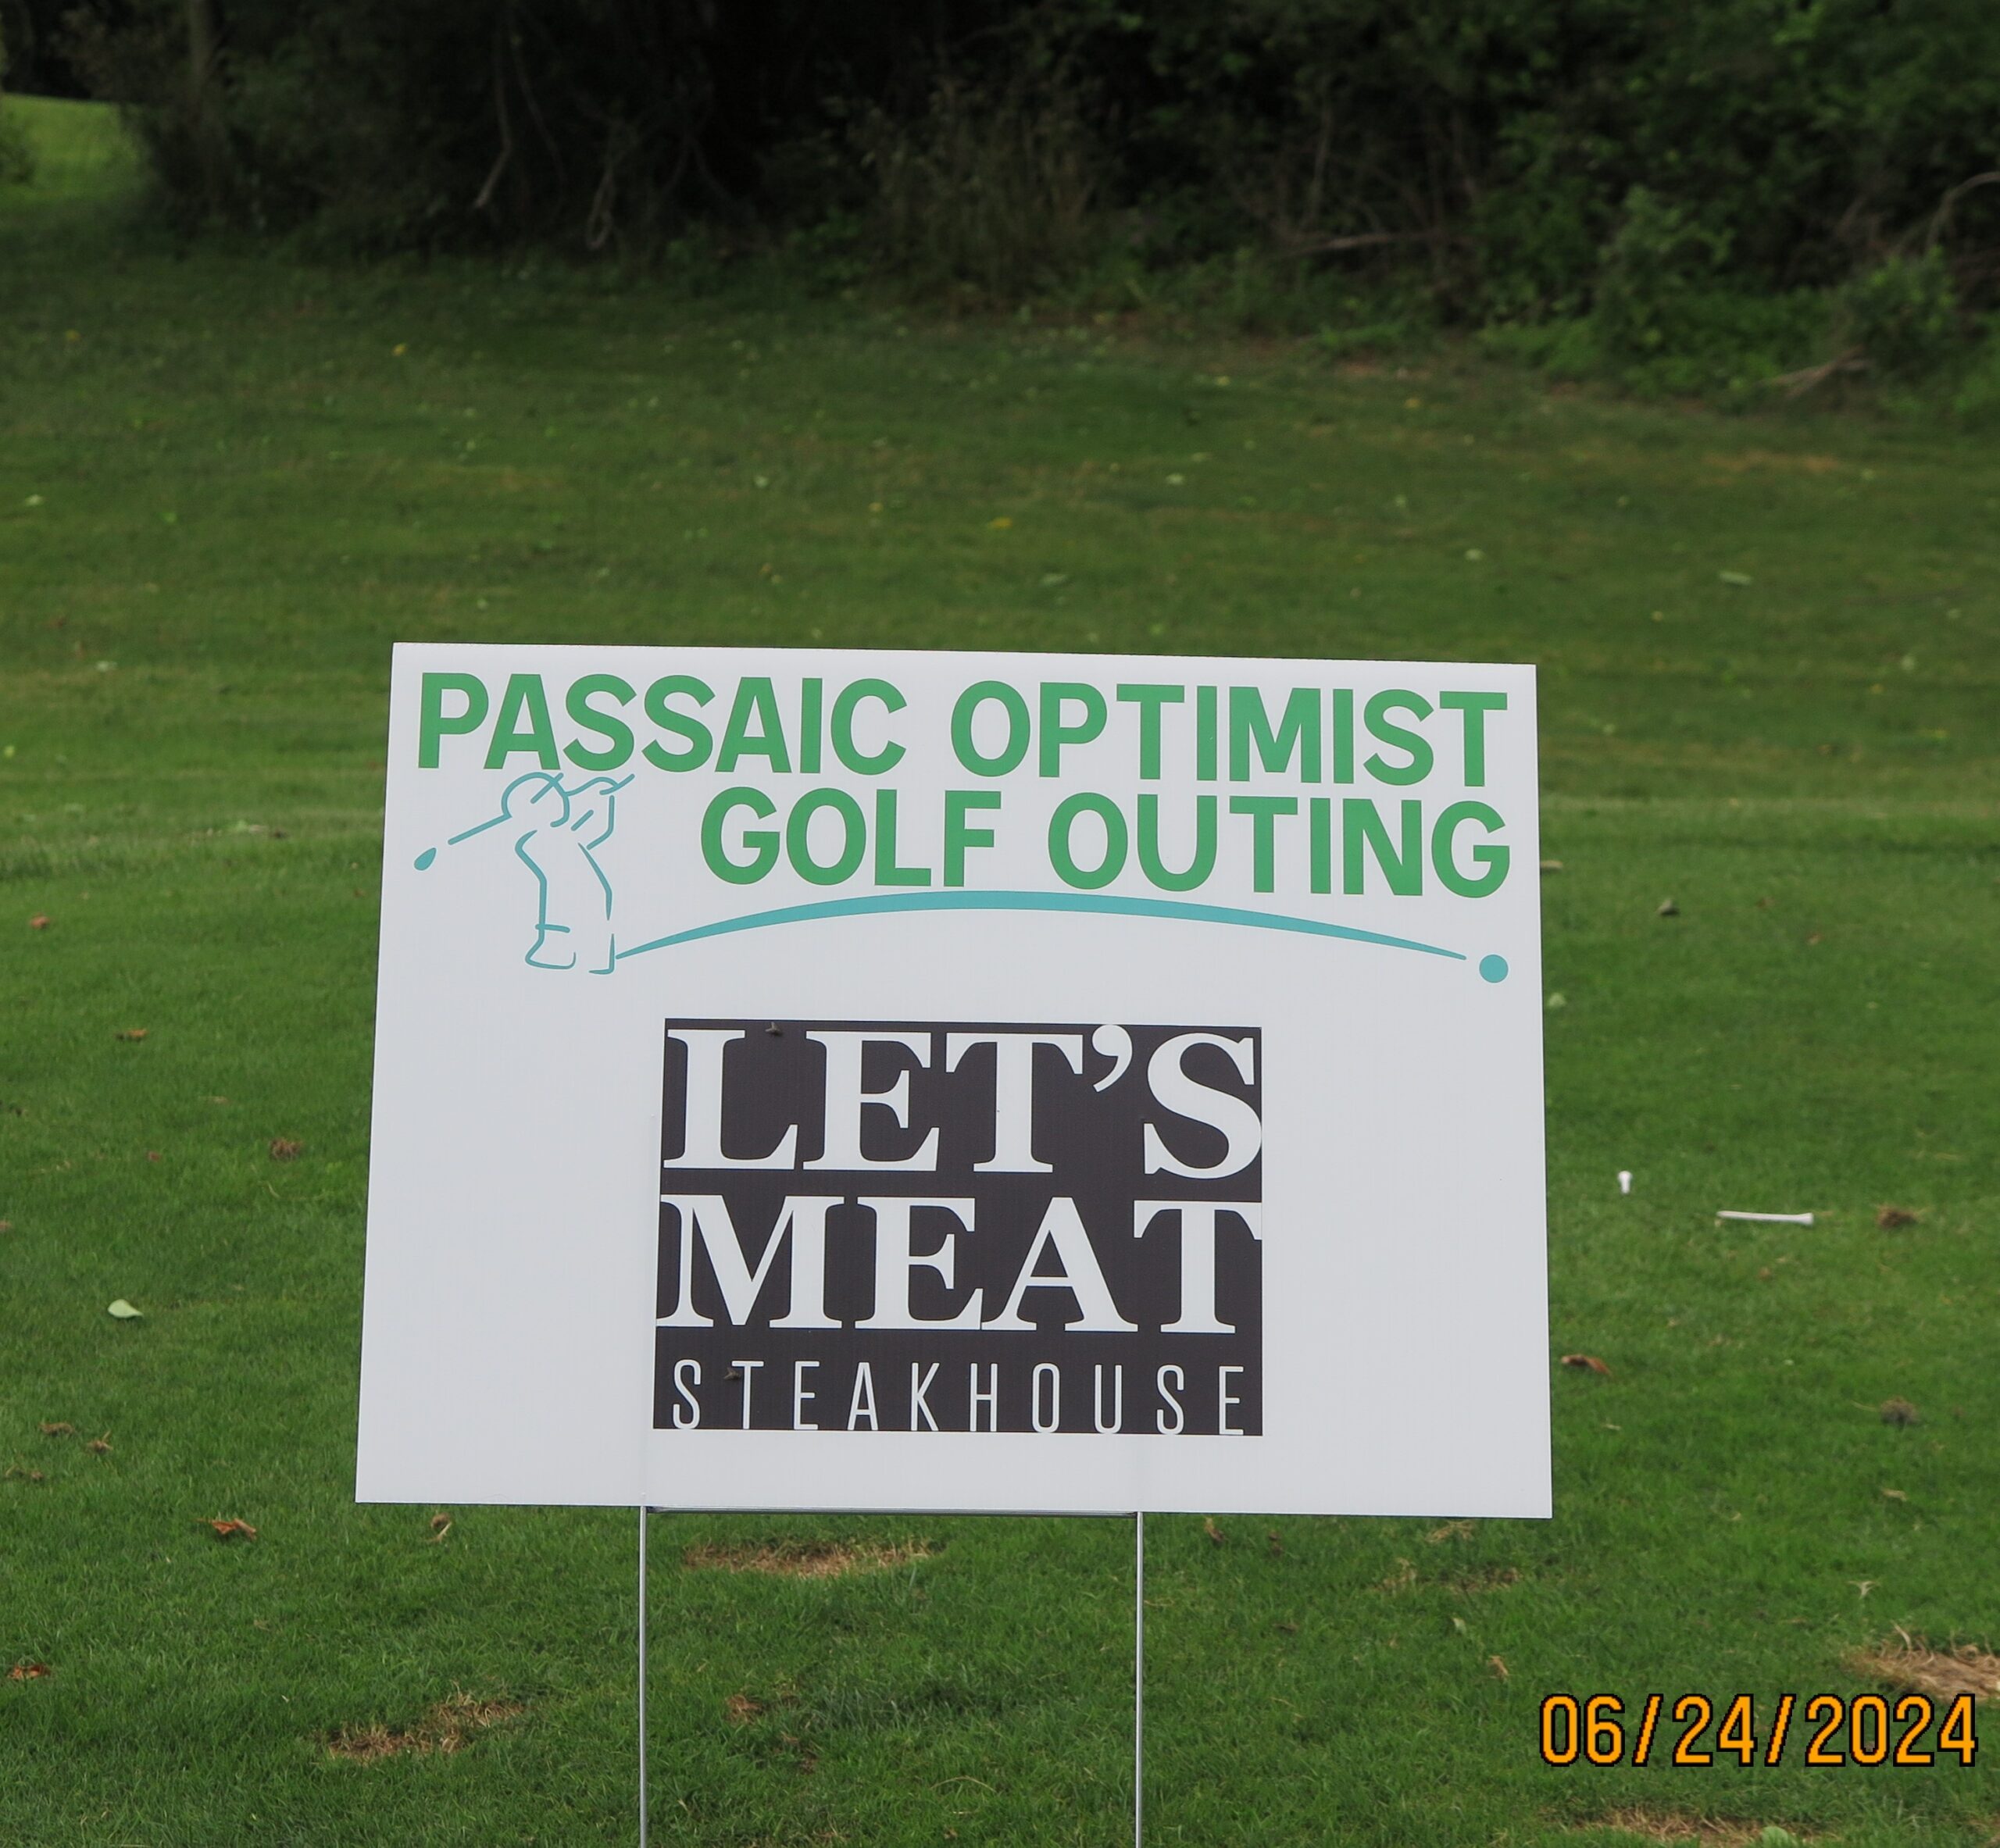 PASSAIC OPTIMIST
GOLF OUTING
LET'S
MEAT
STEAKHOUSE
06/24/2024